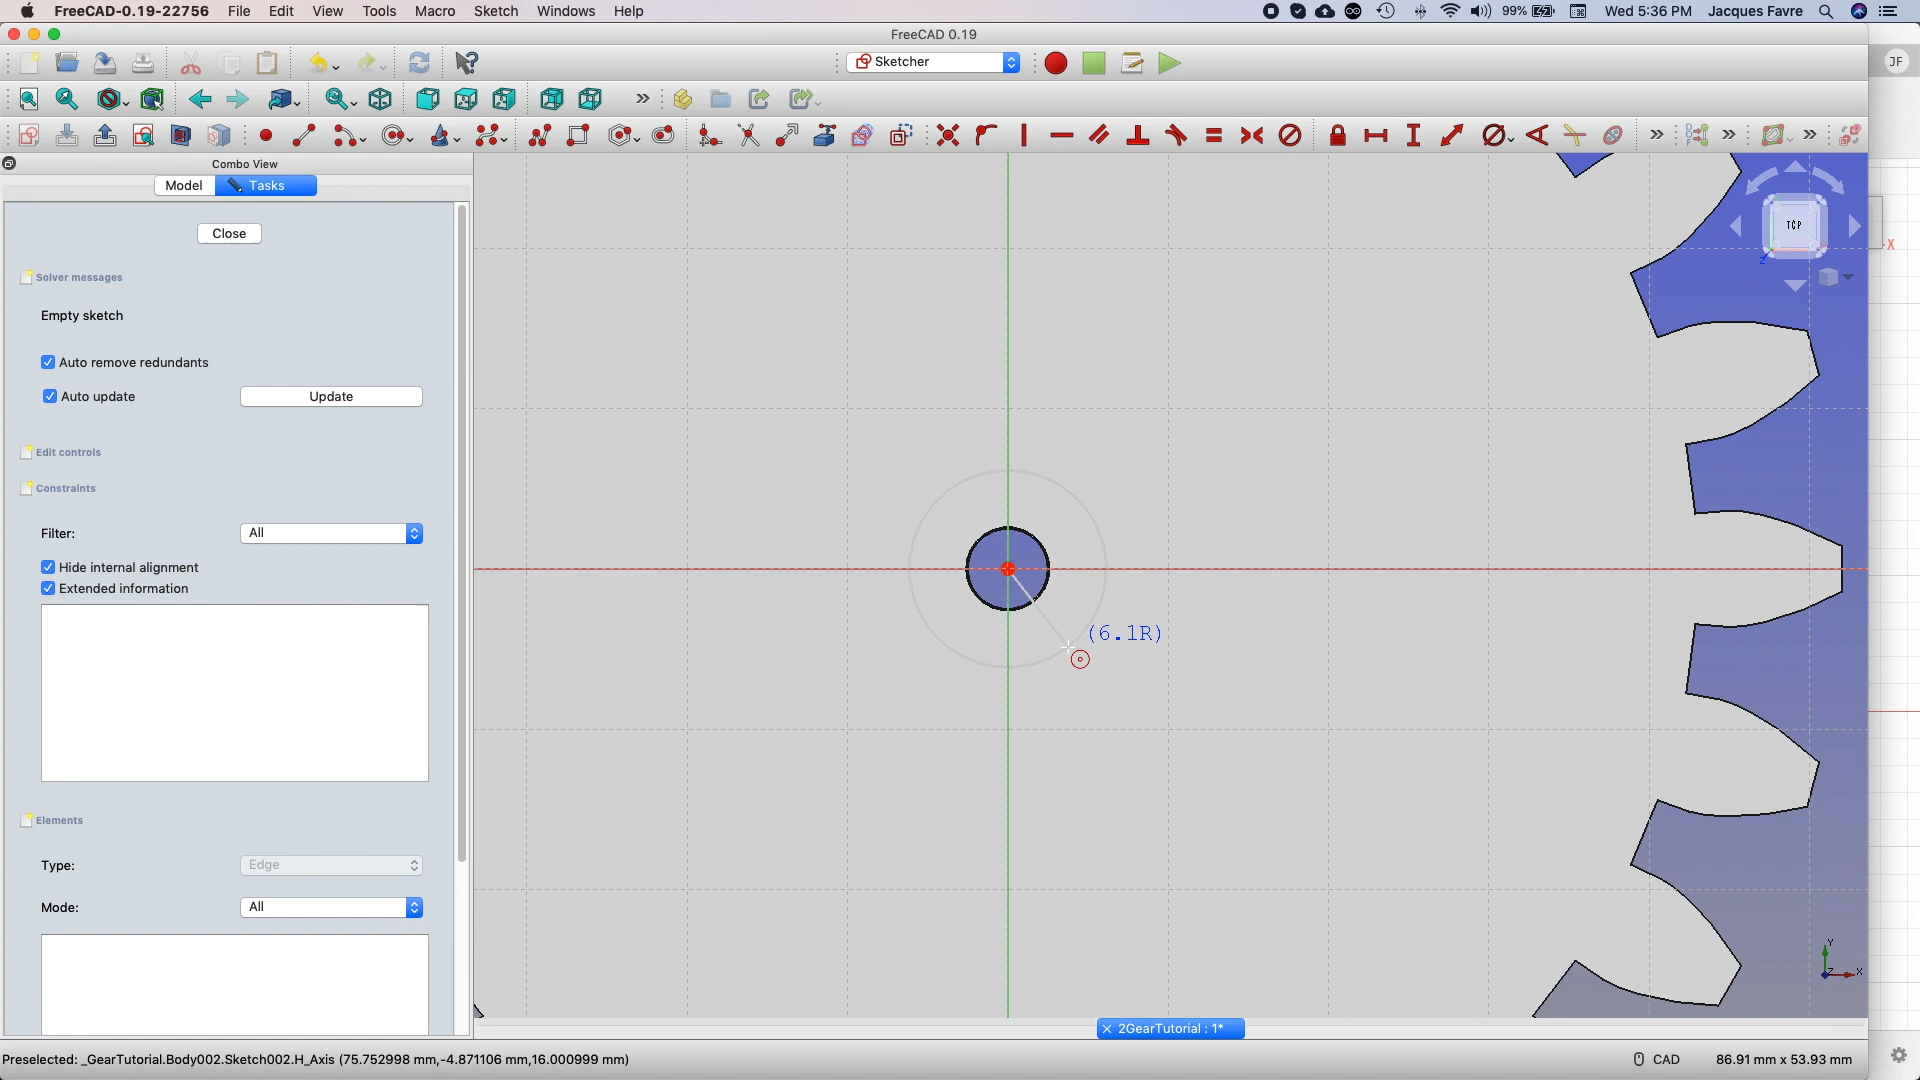 FreeCAD-0.19-22756 File Edit View Tools Macro Sketch Windows Help
99% Wed 5:36 PM Jacques Favre
FreeCAD 0.19
Sketcher
JF
Combo View
Model Tasks
Close
Solver messages
Empty sketch
Auto remove redundants
Auto update Update
Edit controls
Constraints
Filter: All
Hide internal alignment
Extended information
Elements
Type: Edge
Mode: All
TOP
Z
X
(6.1R)
Y
Z
X
2GearTutorial : 1*
Preselected: _GearTutorial.Body002.Sketch002.H_Axis (75.752998 mm,-4.871106 mm,16.000999 mm)
CAD 86.91 mm x 53.93 mm